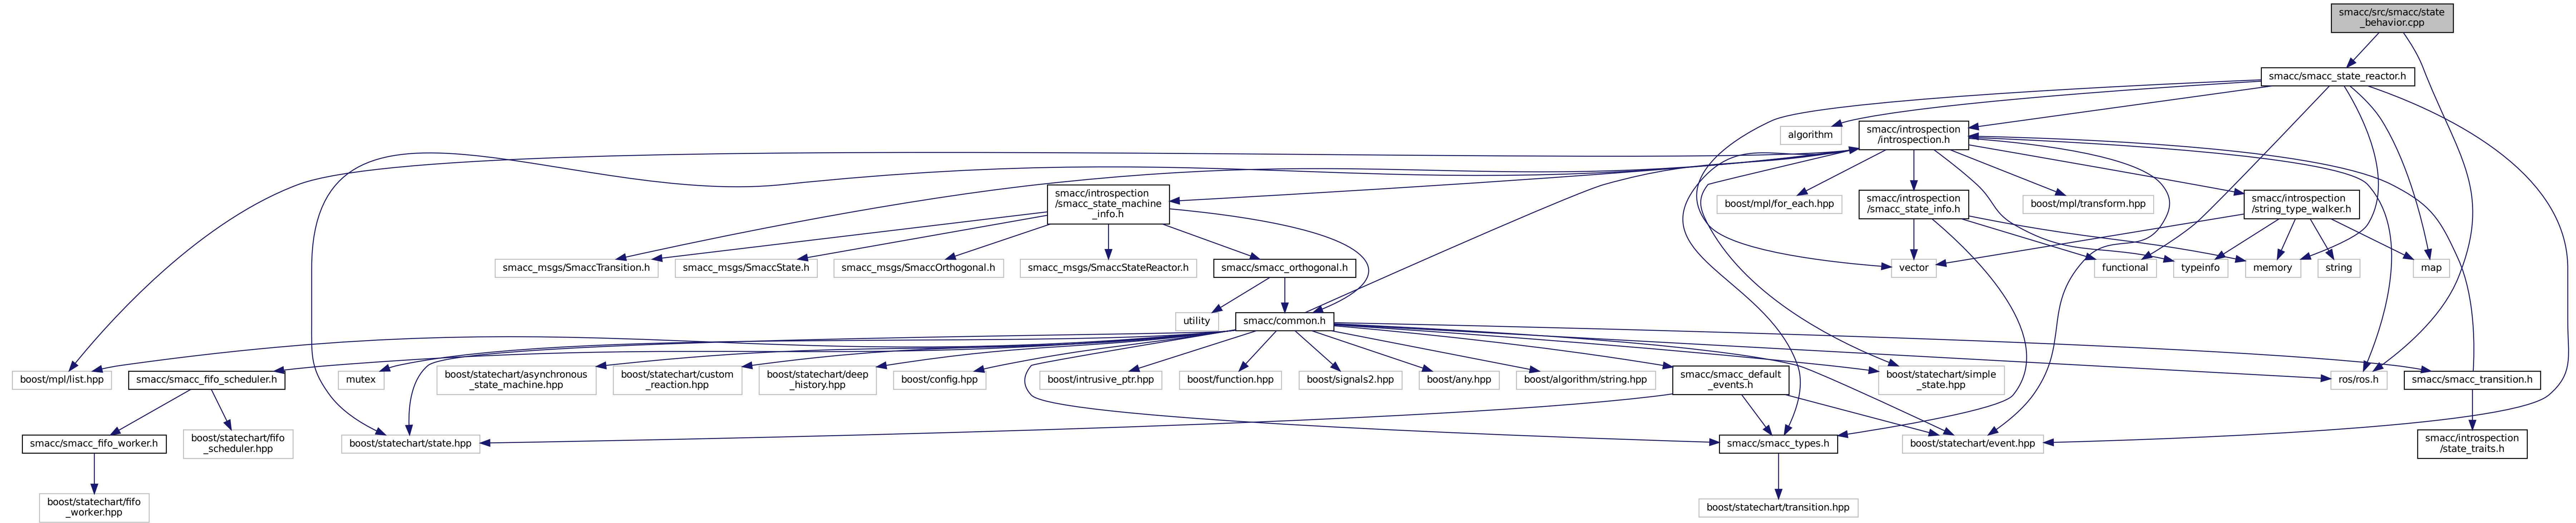 smacc/src/smacc/state
_behavior.cpp
smacc/smacc_state_reactor.h
algorithm
smacc/introspection
/introspection.h
smacc/introspection
/smacc_state_machine
_info.h
boost/mpl/for_each.hpp
smacc/introspection
/smacc_state_info.h
boost/mpl/transform.hpp
smacc/introspection
/string_type_walker.h
smacc_msgs/SmaccTransition.h
smacc_msgs/SmaccState.h
smacc_msgs/SmaccOrthogonal.h
smacc_msgs/SmaccStateReactor.h
smacc/smacc_orthogonal.h
vector
functional
typeinfo
memory
string
map
utility
smacc/common.h
boost/mpl/list.hpp
smacc/smacc_fifo_scheduler.h
mutex
boost/statechart/asynchronous
_state_machine.hpp
boost/statechart/custom
_reaction.hpp
boost/statechart/deep
_history.hpp
boost/config.hpp
boost/intrusive_ptr.hpp
boost/function.hpp
boost/signals2.hpp
boost/any.hpp
boost/algorithm/string.hpp
smacc/smacc_default
_events.h
boost/statechart/simple
_state.hpp
ros/ros.h
smacc/smacc_transition.h
smacc/smacc_fifo_worker.h
boost/statechart/fifo
_scheduler.hpp
boost/statechart/state.hpp
smacc/smacc_types.h
boost/statechart/event.hpp
smacc/introspection
/state_traits.h
boost/statechart/fifo
_worker.hpp
boost/statechart/transition.hpp